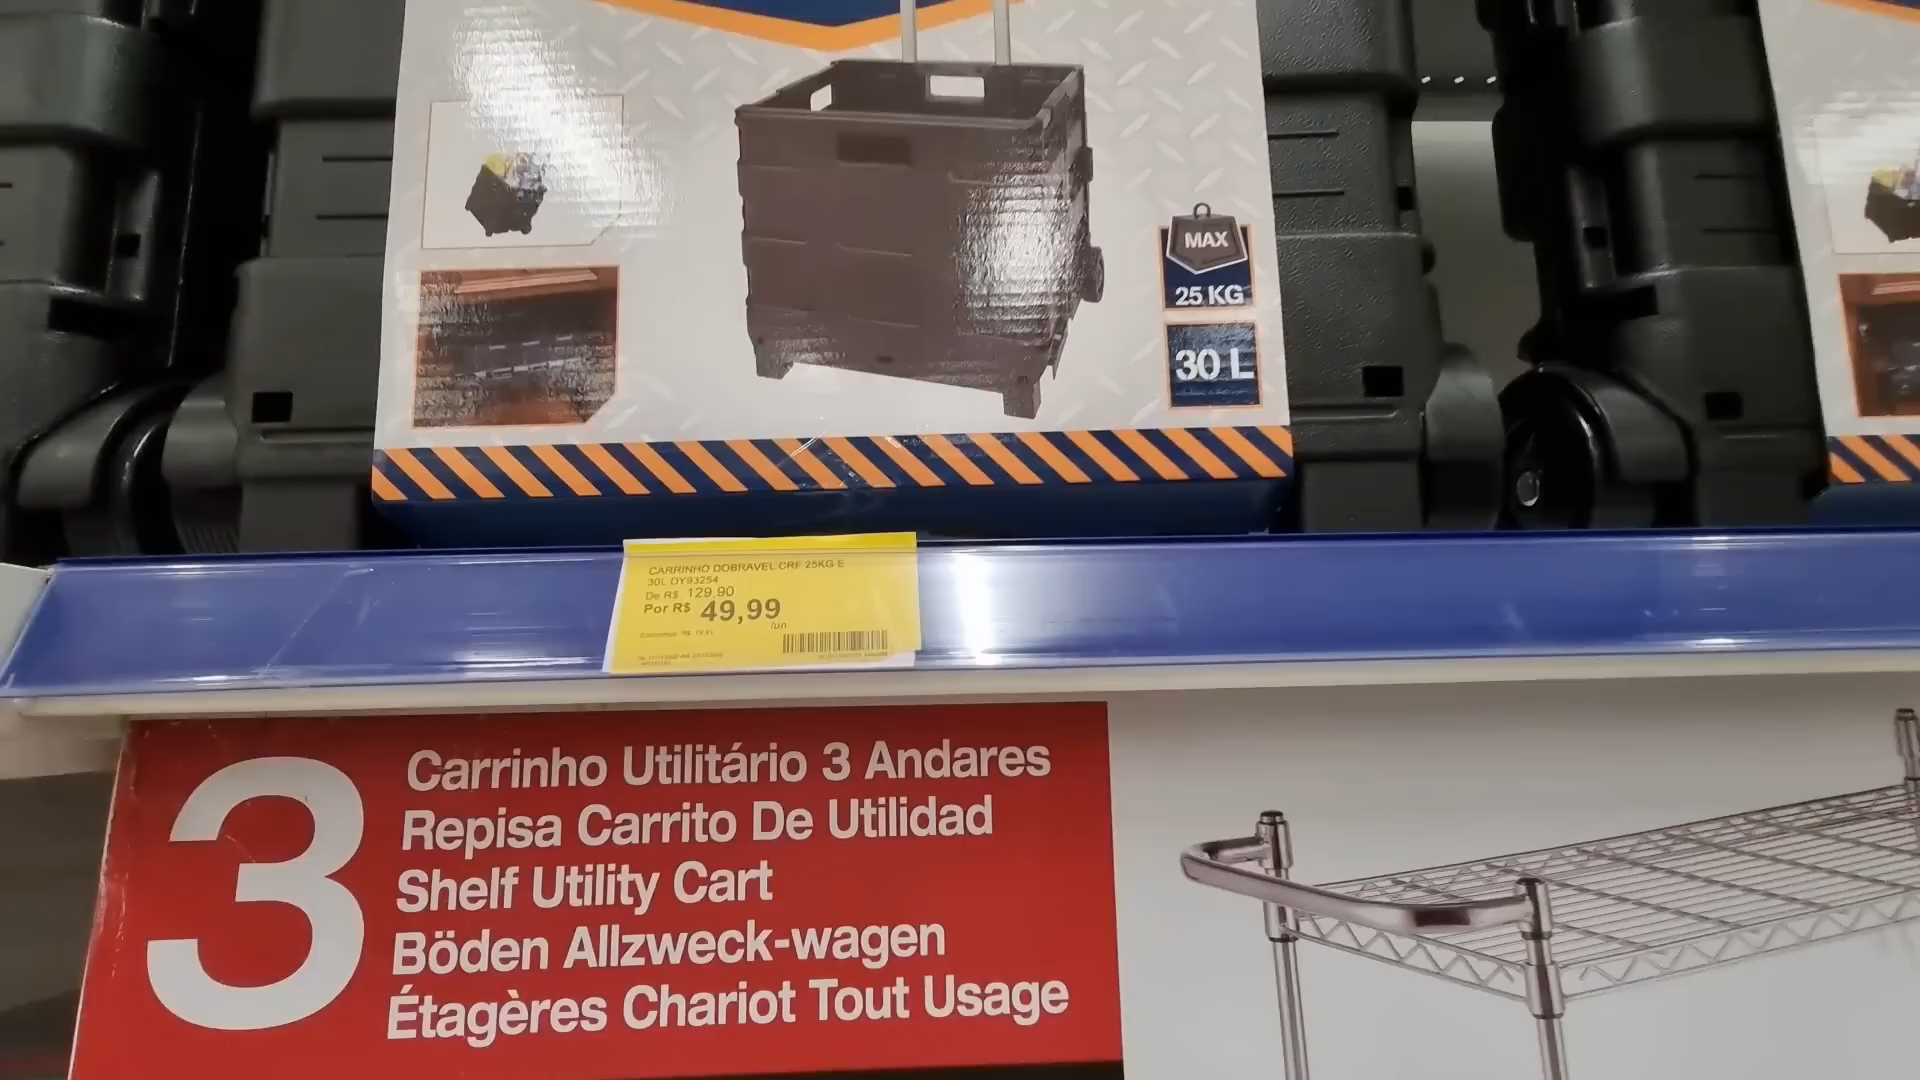 MAX
25 KG
30 L
CARRINHO DOBRAVEL CRF 25KG E
30L DY93254
De R$ 129,90
Por R$ 49,99
/un
3
Carrinho Utilitário 3 Andares
Repisa Carrito De Utilidad
Shelf Utility Cart
Böden Allzweck-wagen
Étagères Chariot Tout Usage